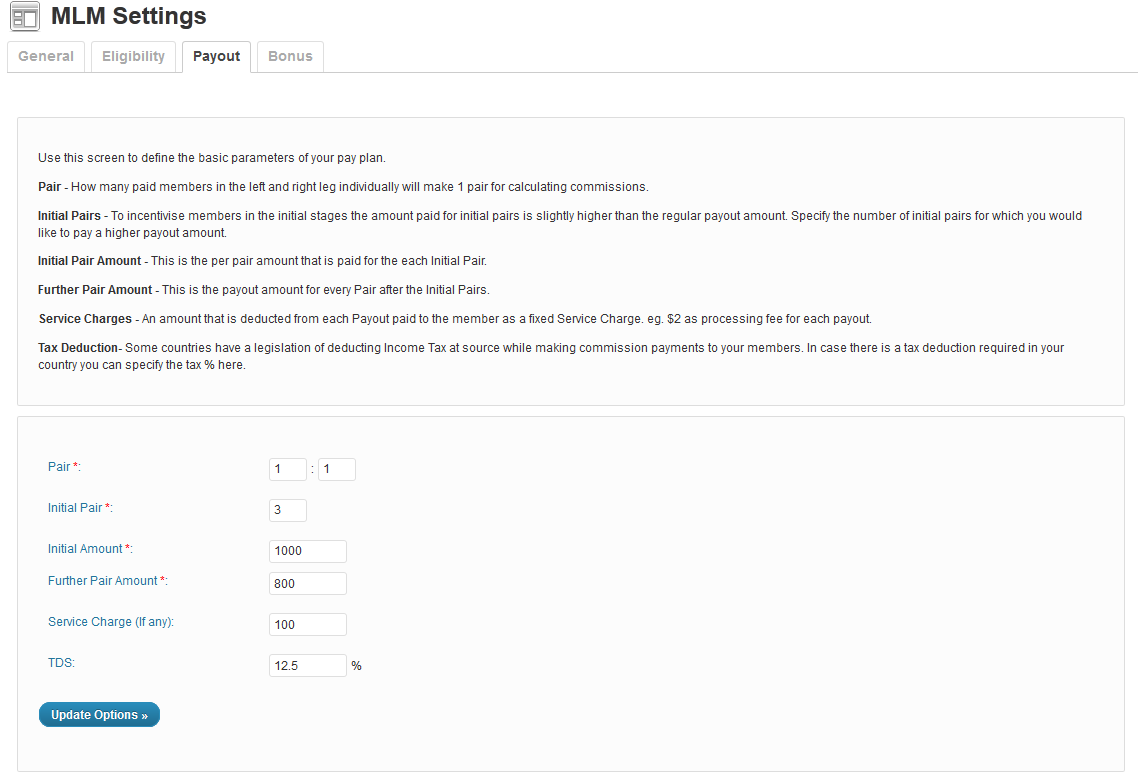 MLM Settings
General
Eligibility
Payout
Bonus
Use this screen to define the basic parameters of your pay plan.
Pair - How many paid members in the left and right leg individually will make 1 pair for calculating commissions.
Initial Pairs - To incentivise members in the initial stages the amount paid for initial pairs is slightly higher than the regular payout amount. Specify the number of initial pairs for which you would
like to pay a higher payout amount.
Initial Pair Amount - This is the per pair amount that is paid for the each Initial Pair.
Further Pair Amount - This is the payout amount for every Pair after the Initial Pairs.
Service Charges - An amount that is deducted from each Payout paid to the member as a fixed Service Charge. eg. $2 as processing fee for each payout.
Tax Deduction- Some countries have a legislation of deducting Income Tax at source while making commission payments to your members. In case there is a tax deduction required in your
country you can specify the tax % here.
Pair *: 1 : 1
Initial Pair *: 3
Initial Amount *: 1000
Further Pair Amount *: 800
Service Charge (If any): 100
TDS: 12.5 %
Update Options »